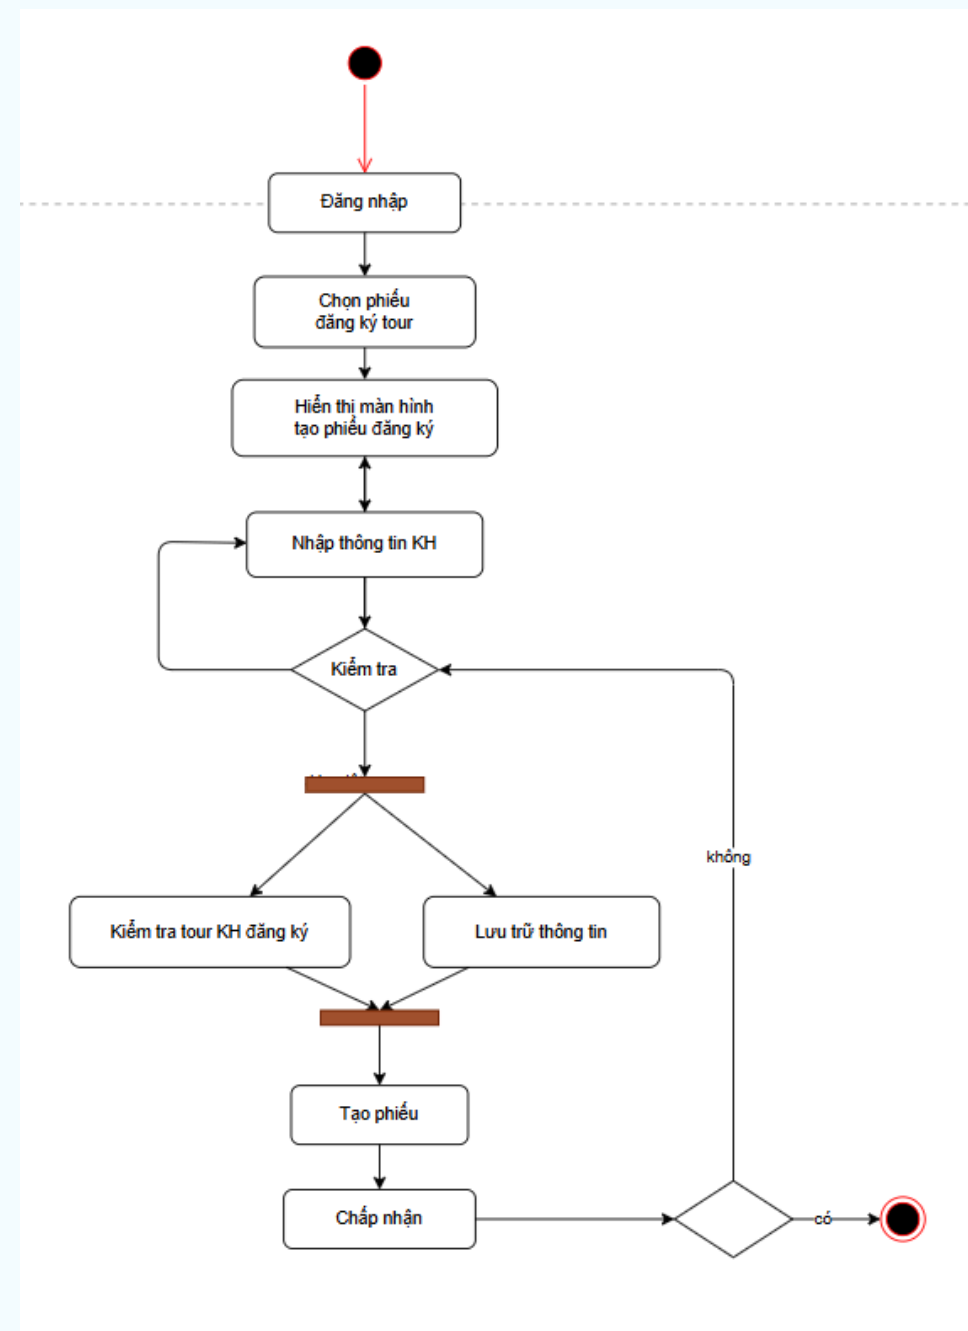 Đăng nhập
Chọn phiếu
đăng ký tour
Hiển thị màn hình
tạo phiếu đăng ký
Nhập thông tin KH
Kiểm tra
không
Kiểm tra tour KH đăng ký
Lưu trữ thông tin
Tạo phiếu
Chấp nhận
có